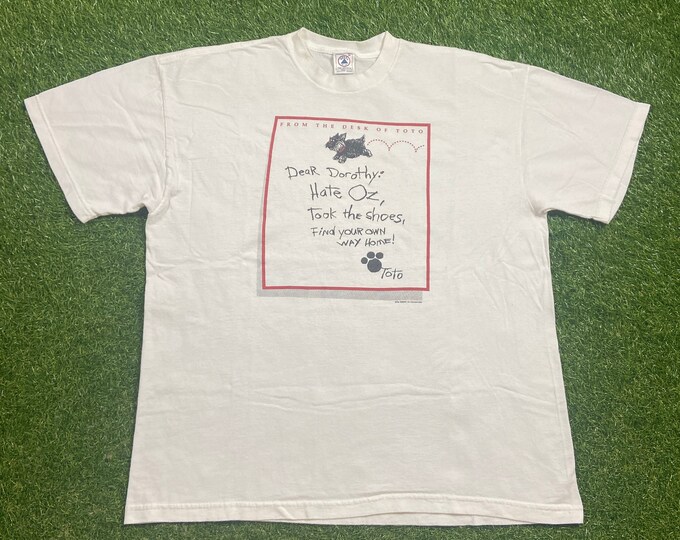 FROM THE DESK OF TOTO
Dear Dorothy:
Hate Oz,
Took the shoes,
Find your own
way home!
Toto